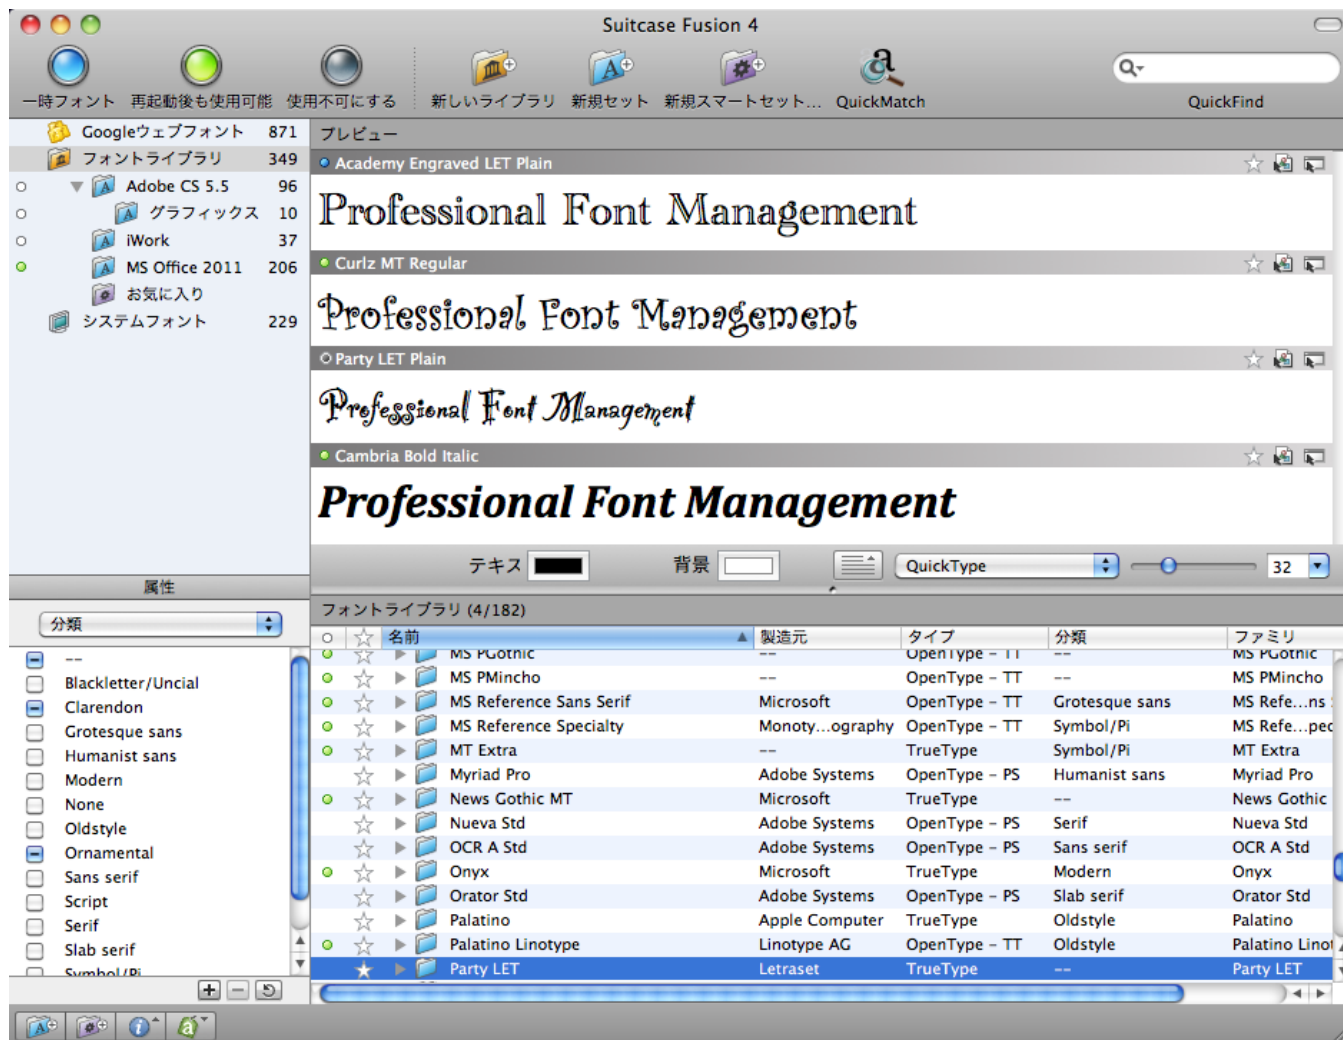 Suitcase Fusion 4
一時フォント 再起動後も使用可能 使用不可にする 新しいライブラリ 新規セット 新規スマートセット... QuickMatch QuickFind
Googleウェブフォント 871
フォントライブラリ 349
Adobe CS 5.5 96
グラフィックス 10
iWork 37
MS Office 2011 206
お気に入り
システムフォント 229
プレビュー
Academy Engraved LET Plain
Professional Font Management
Curlz MT Regular
Professional Font Management
Party LET Plain
Professional Font Management
Cambria Bold Italic
Professional Font Management
テキス 背景 QuickType 32
属性
分類
--
Blackletter/Uncial
Clarendon
Grotesque sans
Humanist sans
Modern
None
Oldstyle
Ornamental
Sans serif
Script
Serif
Slab serif
Symbol/Pi
フォントライブラリ (4/182)
名前 製造元 タイプ 分類 ファミリ
MS PGothic -- OpenType – TT -- MS PGothic
MS PMincho -- OpenType – TT -- MS PMincho
MS Reference Sans Serif Microsoft OpenType – TT Grotesque sans MS Refe...ns
MS Reference Specialty Monoty...ography OpenType – TT Symbol/Pi MS Refe...pec
MT Extra -- TrueType Symbol/Pi MT Extra
Myriad Pro Adobe Systems OpenType – PS Humanist sans Myriad Pro
News Gothic MT Microsoft TrueType -- News Gothic
Nueva Std Adobe Systems OpenType – PS Serif Nueva Std
OCR A Std Adobe Systems OpenType – PS Sans serif OCR A Std
Onyx Microsoft TrueType Modern Onyx
Orator Std Adobe Systems OpenType – PS Slab serif Orator Std
Palatino Apple Computer TrueType Oldstyle Palatino
Palatino Linotype Linotype AG OpenType – TT Oldstyle Palatino Linot
Party LET Letraset TrueType -- Party LET